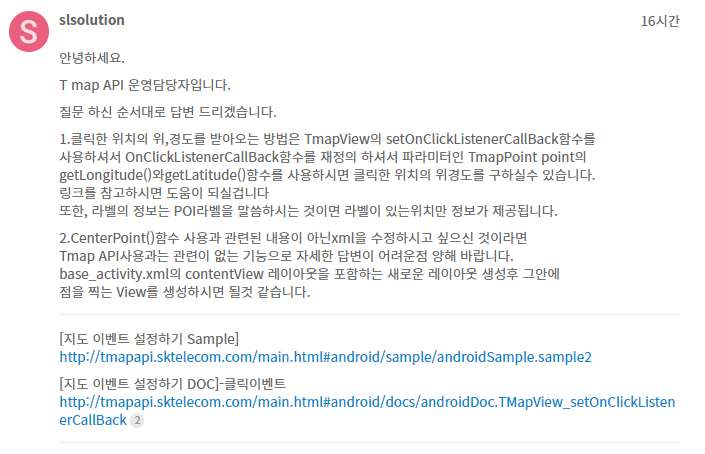 S
slsolution
16시간
안녕하세요.
T map API 운영담당자입니다.
질문 하신 순서대로 답변 드리겠습니다.
1.클릭한 위치의 위,경도를 받아오는 방법은 TmapView의 setOnClickListenerCallBack함수를
사용하셔서 OnClickListenerCallBack함수를 재정의 하셔서 파라미터인 TmapPoint point의
getLongitude()와getLatitude()함수를 사용하시면 클릭한 위치의 위경도를 구하실수 있습니다.
링크를 참고하시면 도움이 되실겁니다
또한, 라벨의 정보는 POI라벨을 말씀하시는 것이면 라벨이 있는위치만 정보가 제공됩니다.
2.CenterPoint()함수 사용과 관련된 내용이 아닌xml을 수정하시고 싶으신 것이라면
Tmap API사용과는 관련이 없는 기능으로 자세한 답변이 어려운점 양해 바랍니다.
base_activity.xml의 contentView 레이아웃을 포함하는 새로운 레이아웃 생성후 그안에
점을 찍는 View를 생성하시면 될것 같습니다.
[지도 이벤트 설정하기 Sample]
http://tmapapi.sktelecom.com/main.html#android/sample/androidSample.sample2
[지도 이벤트 설정하기 DOC]-클릭이벤트
http://tmapapi.sktelecom.com/main.html#android/docs/androidDoc.TMapView_setOnClickListen
erCallBack 2